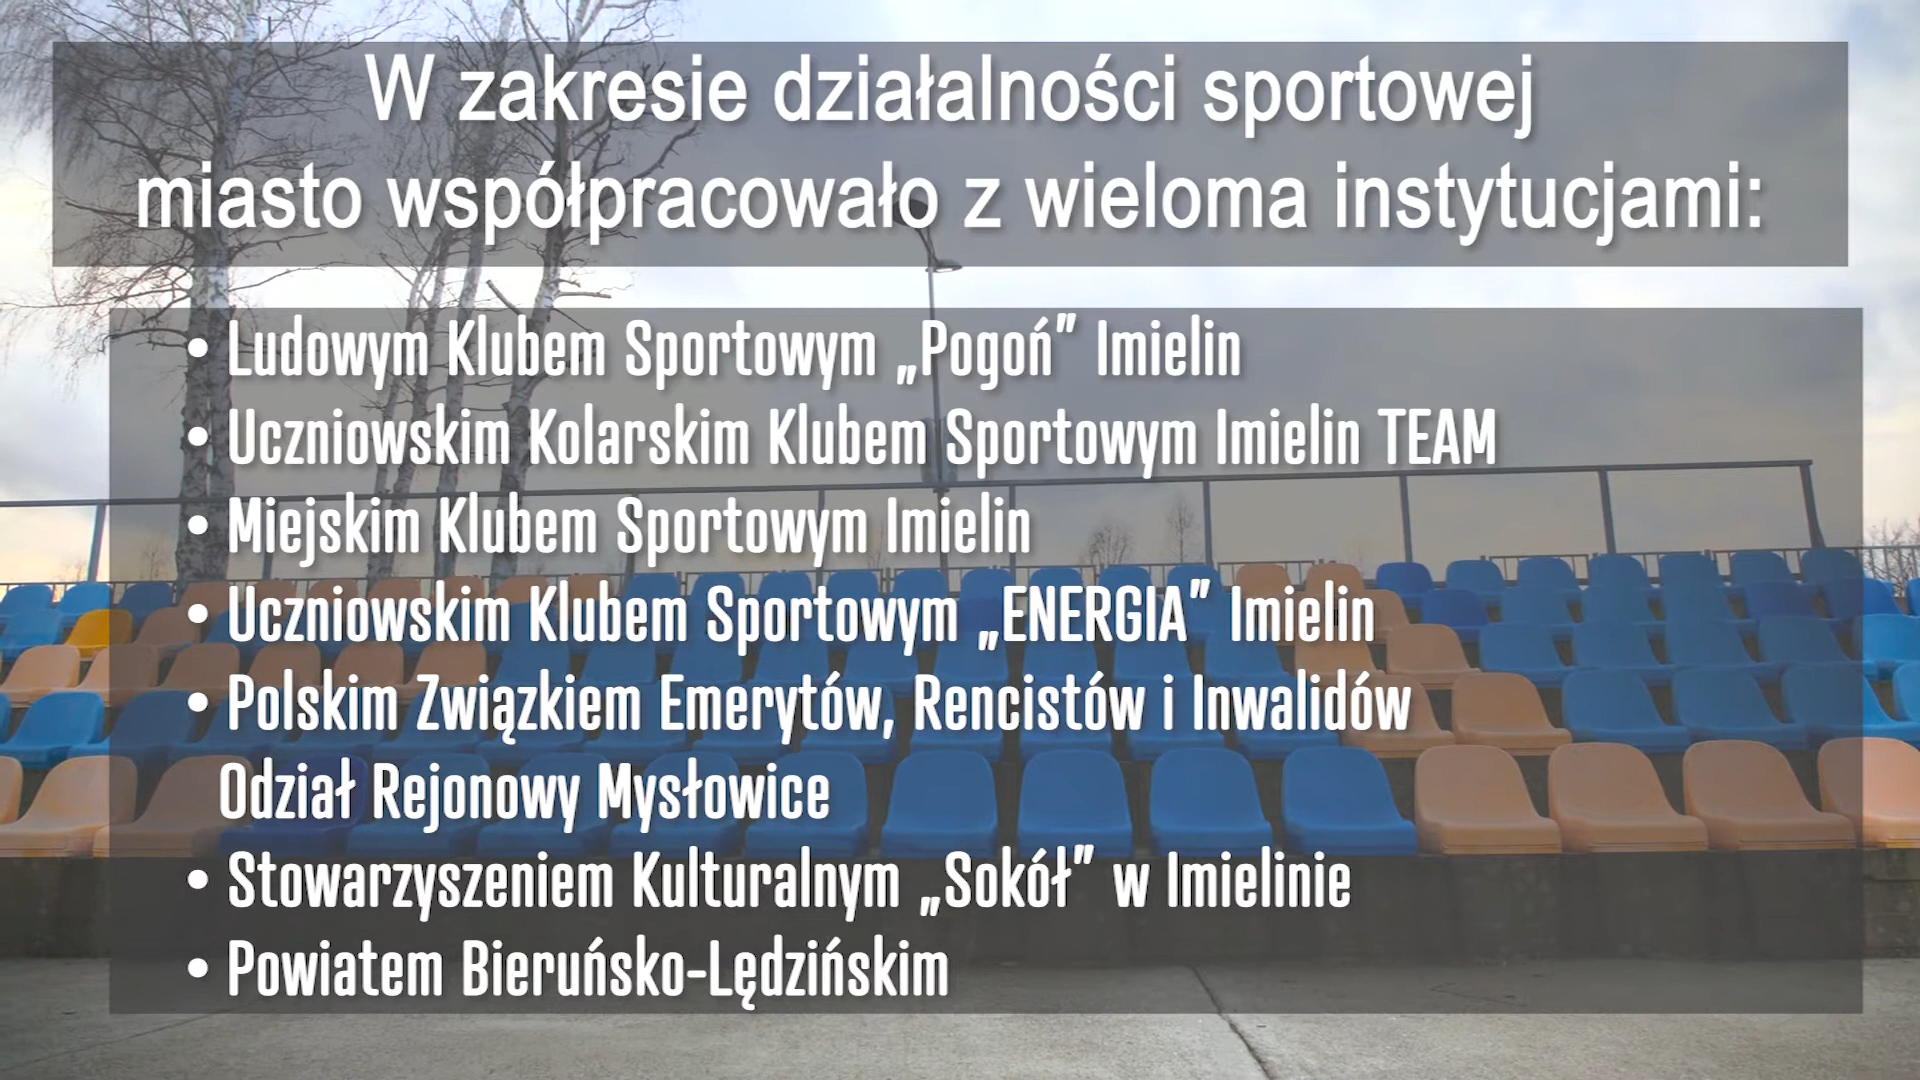 W zakresie działalności sportowej
miasto współpracowało z wieloma instytucjami:
• Ludowym Klubem Sportowym „Pogoń” Imielin
• Uczniowskim Kolarskim Klubem Sportowym Imielin TEAM
• Miejskim Klubem Sportowym Imielin
• Uczniowskim Klubem Sportowym „ENERGIA” Imielin
• Polskim Związkiem Emerytów, Rencistów i Inwalidów
Odział Rejonowy Mysłowice
• Stowarzyszeniem Kulturalnym „Sokół” w Imielinie
• Powiatem Bieruńsko-Lędzińskim